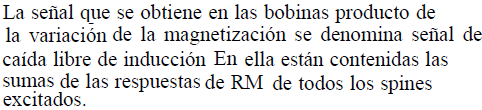 La señal que se obtiene en las bobinas producto de
la variación de la magnetización se denomina señal de
caída libre de inducción En ella están contenidas las
sumas de las respuestas de RM de todos los spines
excitados.